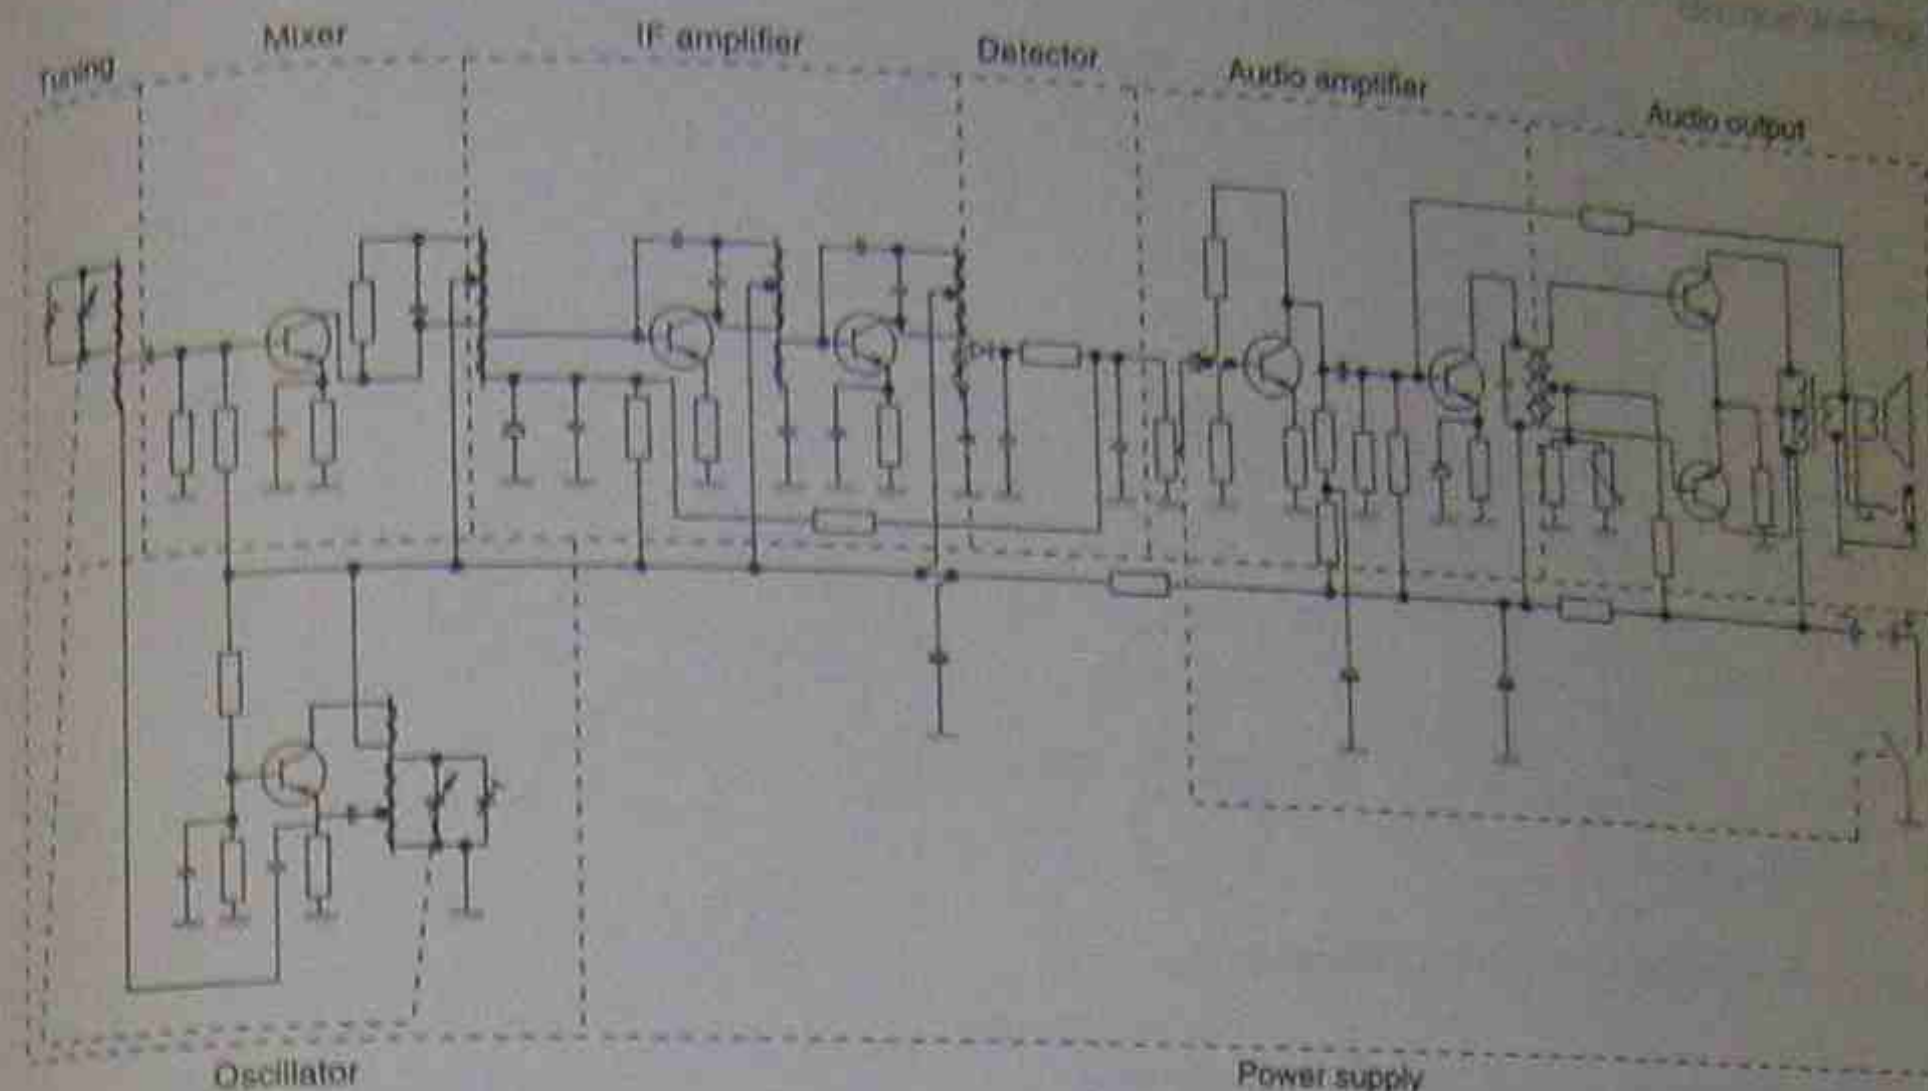 Tuning
Mixer
IF amplifier
Detector
Audio amplifier
Audio output
Oscillator
Power supply